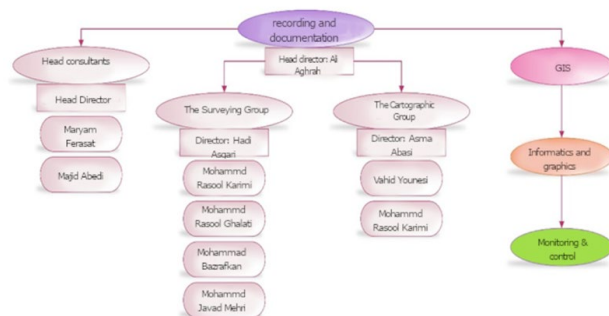 recording and
documentation
Head director: Ali
Aghrah
Head consultants
Head Director
Maryam
Ferasat
Majid Abedi
The Surveying Group
Director: Hadi
Asgari
Mohammd
Rasool Karimi
Mohammd
Rasool Ghalati
Mohammad
Bazrafkan
Mohammd
Javad Mehri
The Cartographic
Group
Director: Asma
Abasi
Vahid Younesi
Mohammd
Rasool Karimi
GIS
Informatics and
graphics
Monitoring &
control